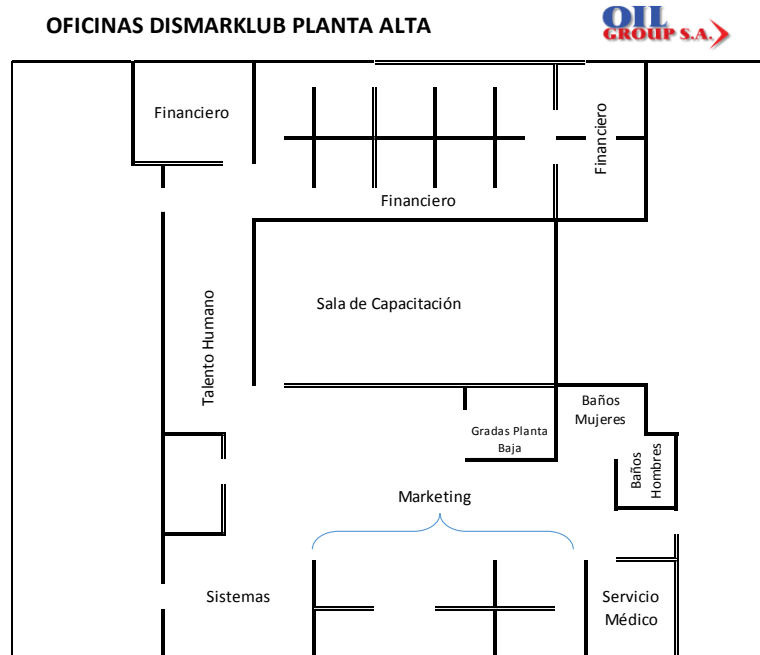 OFICINAS DISMARKLUB PLANTA ALTA
OIL
GROUP S.A.
Financiero
Financiero
Financiero
Sala de Capacitación
Talento Humano
Baños
Mujeres
Gradas Planta
Baja
Baños
Hombres
Marketing
Sistemas
Servicio
Médico